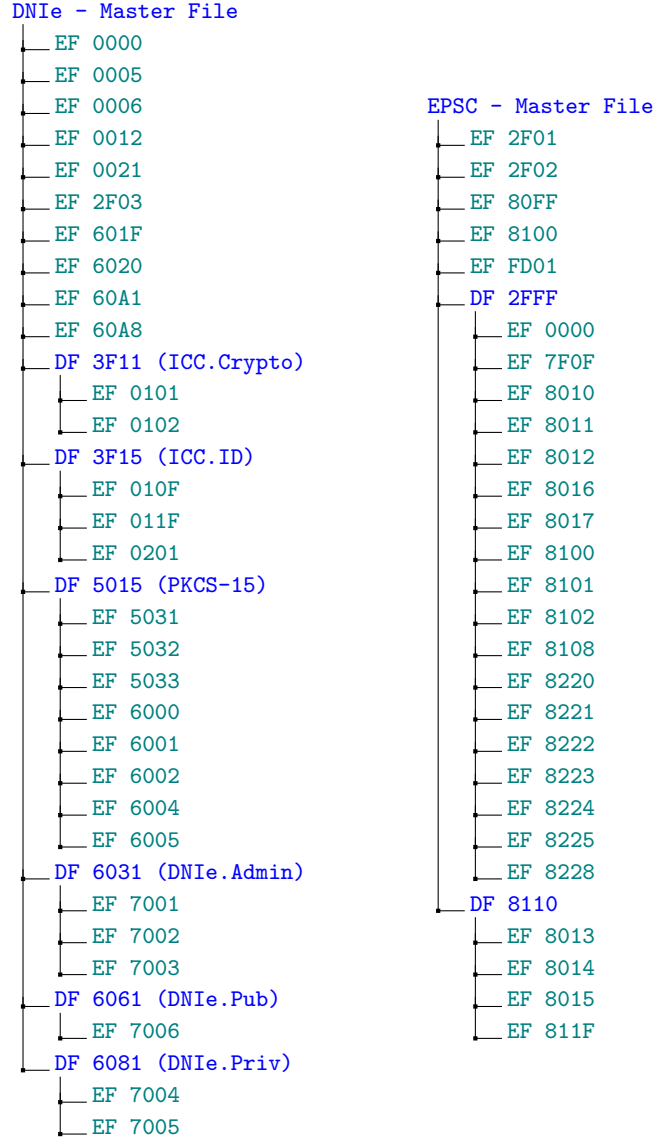 DNIe - Master File
EF 0000
EF 0005
EF 0006
EF 0012
EF 0021
EF 2F03
EF 601F
EF 6020
EF 60A1
EF 60A8
DF 3F11 (ICC.Crypto)
EF 0101
EF 0102
DF 3F15 (ICC.ID)
EF 010F
EF 011F
EF 0201
DF 5015 (PKCS-15)
EF 5031
EF 5032
EF 5033
EF 6000
EF 6001
EF 6002
EF 6004
EF 6005
DF 6031 (DNIe.Admin)
EF 7001
EF 7002
EF 7003
DF 6061 (DNIe.Pub)
EF 7006
DF 6081 (DNIe.Priv)
EF 7004
EF 7005
EPSC - Master File
EF 2F01
EF 2F02
EF 80FF
EF 8100
EF FD01
DF 2FFF
EF 0000
EF 7F0F
EF 8010
EF 8011
EF 8012
EF 8016
EF 8017
EF 8100
EF 8101
EF 8102
EF 8108
EF 8220
EF 8221
EF 8222
EF 8223
EF 8224
EF 8225
EF 8228
DF 8110
EF 8013
EF 8014
EF 8015
EF 811F